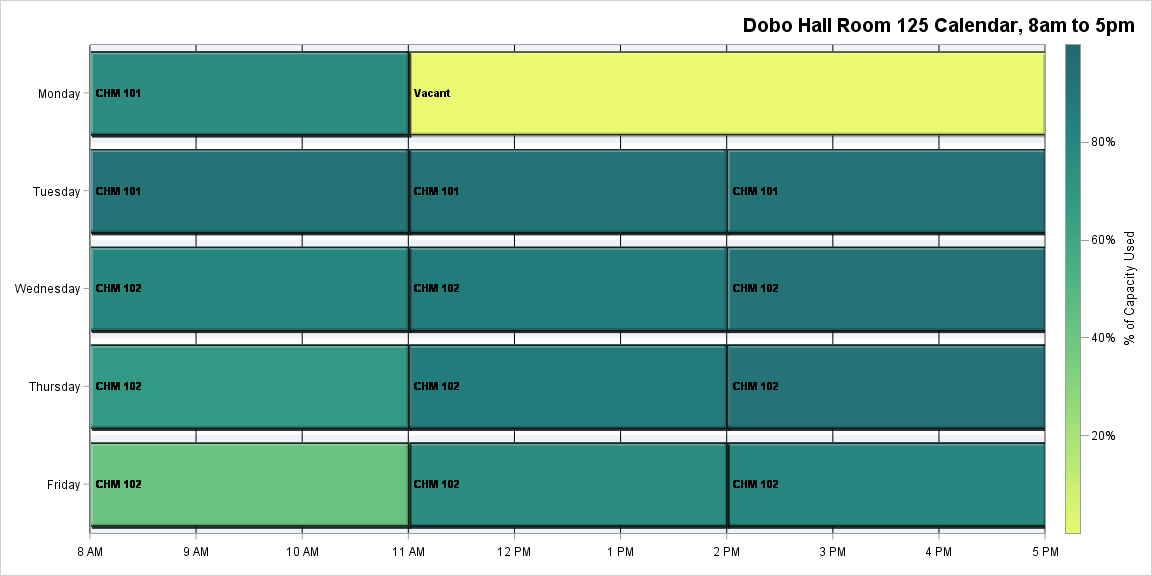 Dobo Hall Room 125 Calendar, 8am to 5pm
Monday
CHM 101
Vacant
Tuesday
CHM 101
CHM 101
CHM 101
Wednesday
CHM 102
CHM 102
CHM 102
Thursday
CHM 102
CHM 102
CHM 102
Friday
CHM 102
CHM 102
CHM 102
8 AM
9 AM
10 AM
11 AM
12 PM
1 PM
2 PM
3 PM
4 PM
5 PM
80%
60%
40%
20%
% of Capacity Used